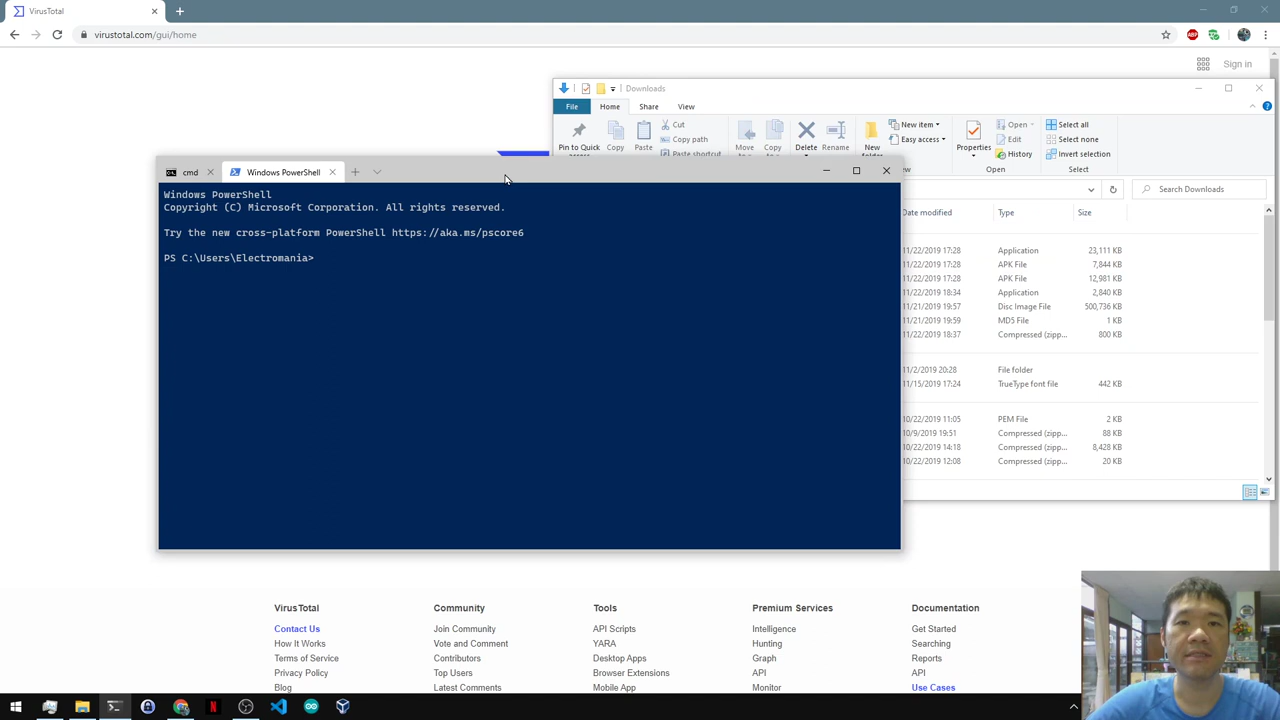 VirusTotal
virustotal.com/gui/home
ABP
Sign in
Downloads
File
Home
Share
View
Pin to Quick
Copy
Paste
Cut
Copy path
Paste shortcut
Move
Copy
Delete
Rename
New
New item
Easy access
Properties
Open
Edit
History
Open
Select all
Select none
Invert selection
Select
Search Downloads
cmd
Windows PowerShell
Windows PowerShell
Copyright (C) Microsoft Corporation. All rights reserved.
Try the new cross-platform PowerShell https://aka.ms/pscore6
PS C:\Users\Electromania>
Date modified Type Size
11/22/2019 17:28 Application 23,111 KB
11/22/2019 17:28 APK File 7,844 KB
11/22/2019 17:28 APK File 12,981 KB
11/22/2019 18:34 Application 2,840 KB
11/21/2019 19:57 Disc Image File 500,736 KB
11/21/2019 19:59 MD5 File 1 KB
11/22/2019 18:37 Compressed (zipp... 800 KB
11/2/2019 20:28 File folder
11/15/2019 17:24 TrueType font file 442 KB
10/22/2019 11:05 PEM File 2 KB
10/9/2019 19:51 Compressed (zipp... 88 KB
10/22/2019 14:18 Compressed (zipp... 8,428 KB
10/22/2019 12:08 Compressed (zipp... 20 KB
VirusTotal
Contact Us
How It Works
Terms of Service
Privacy Policy
Blog
Community
Join Community
Vote and Comment
Contributors
Top Users
Latest Comments
Tools
API Scripts
YARA
Desktop Apps
Browser Extensions
Mobile App
Premium Services
Intelligence
Hunting
Graph
API
Monitor
Documentation
Get Started
Searching
Reports
API
Use Cases